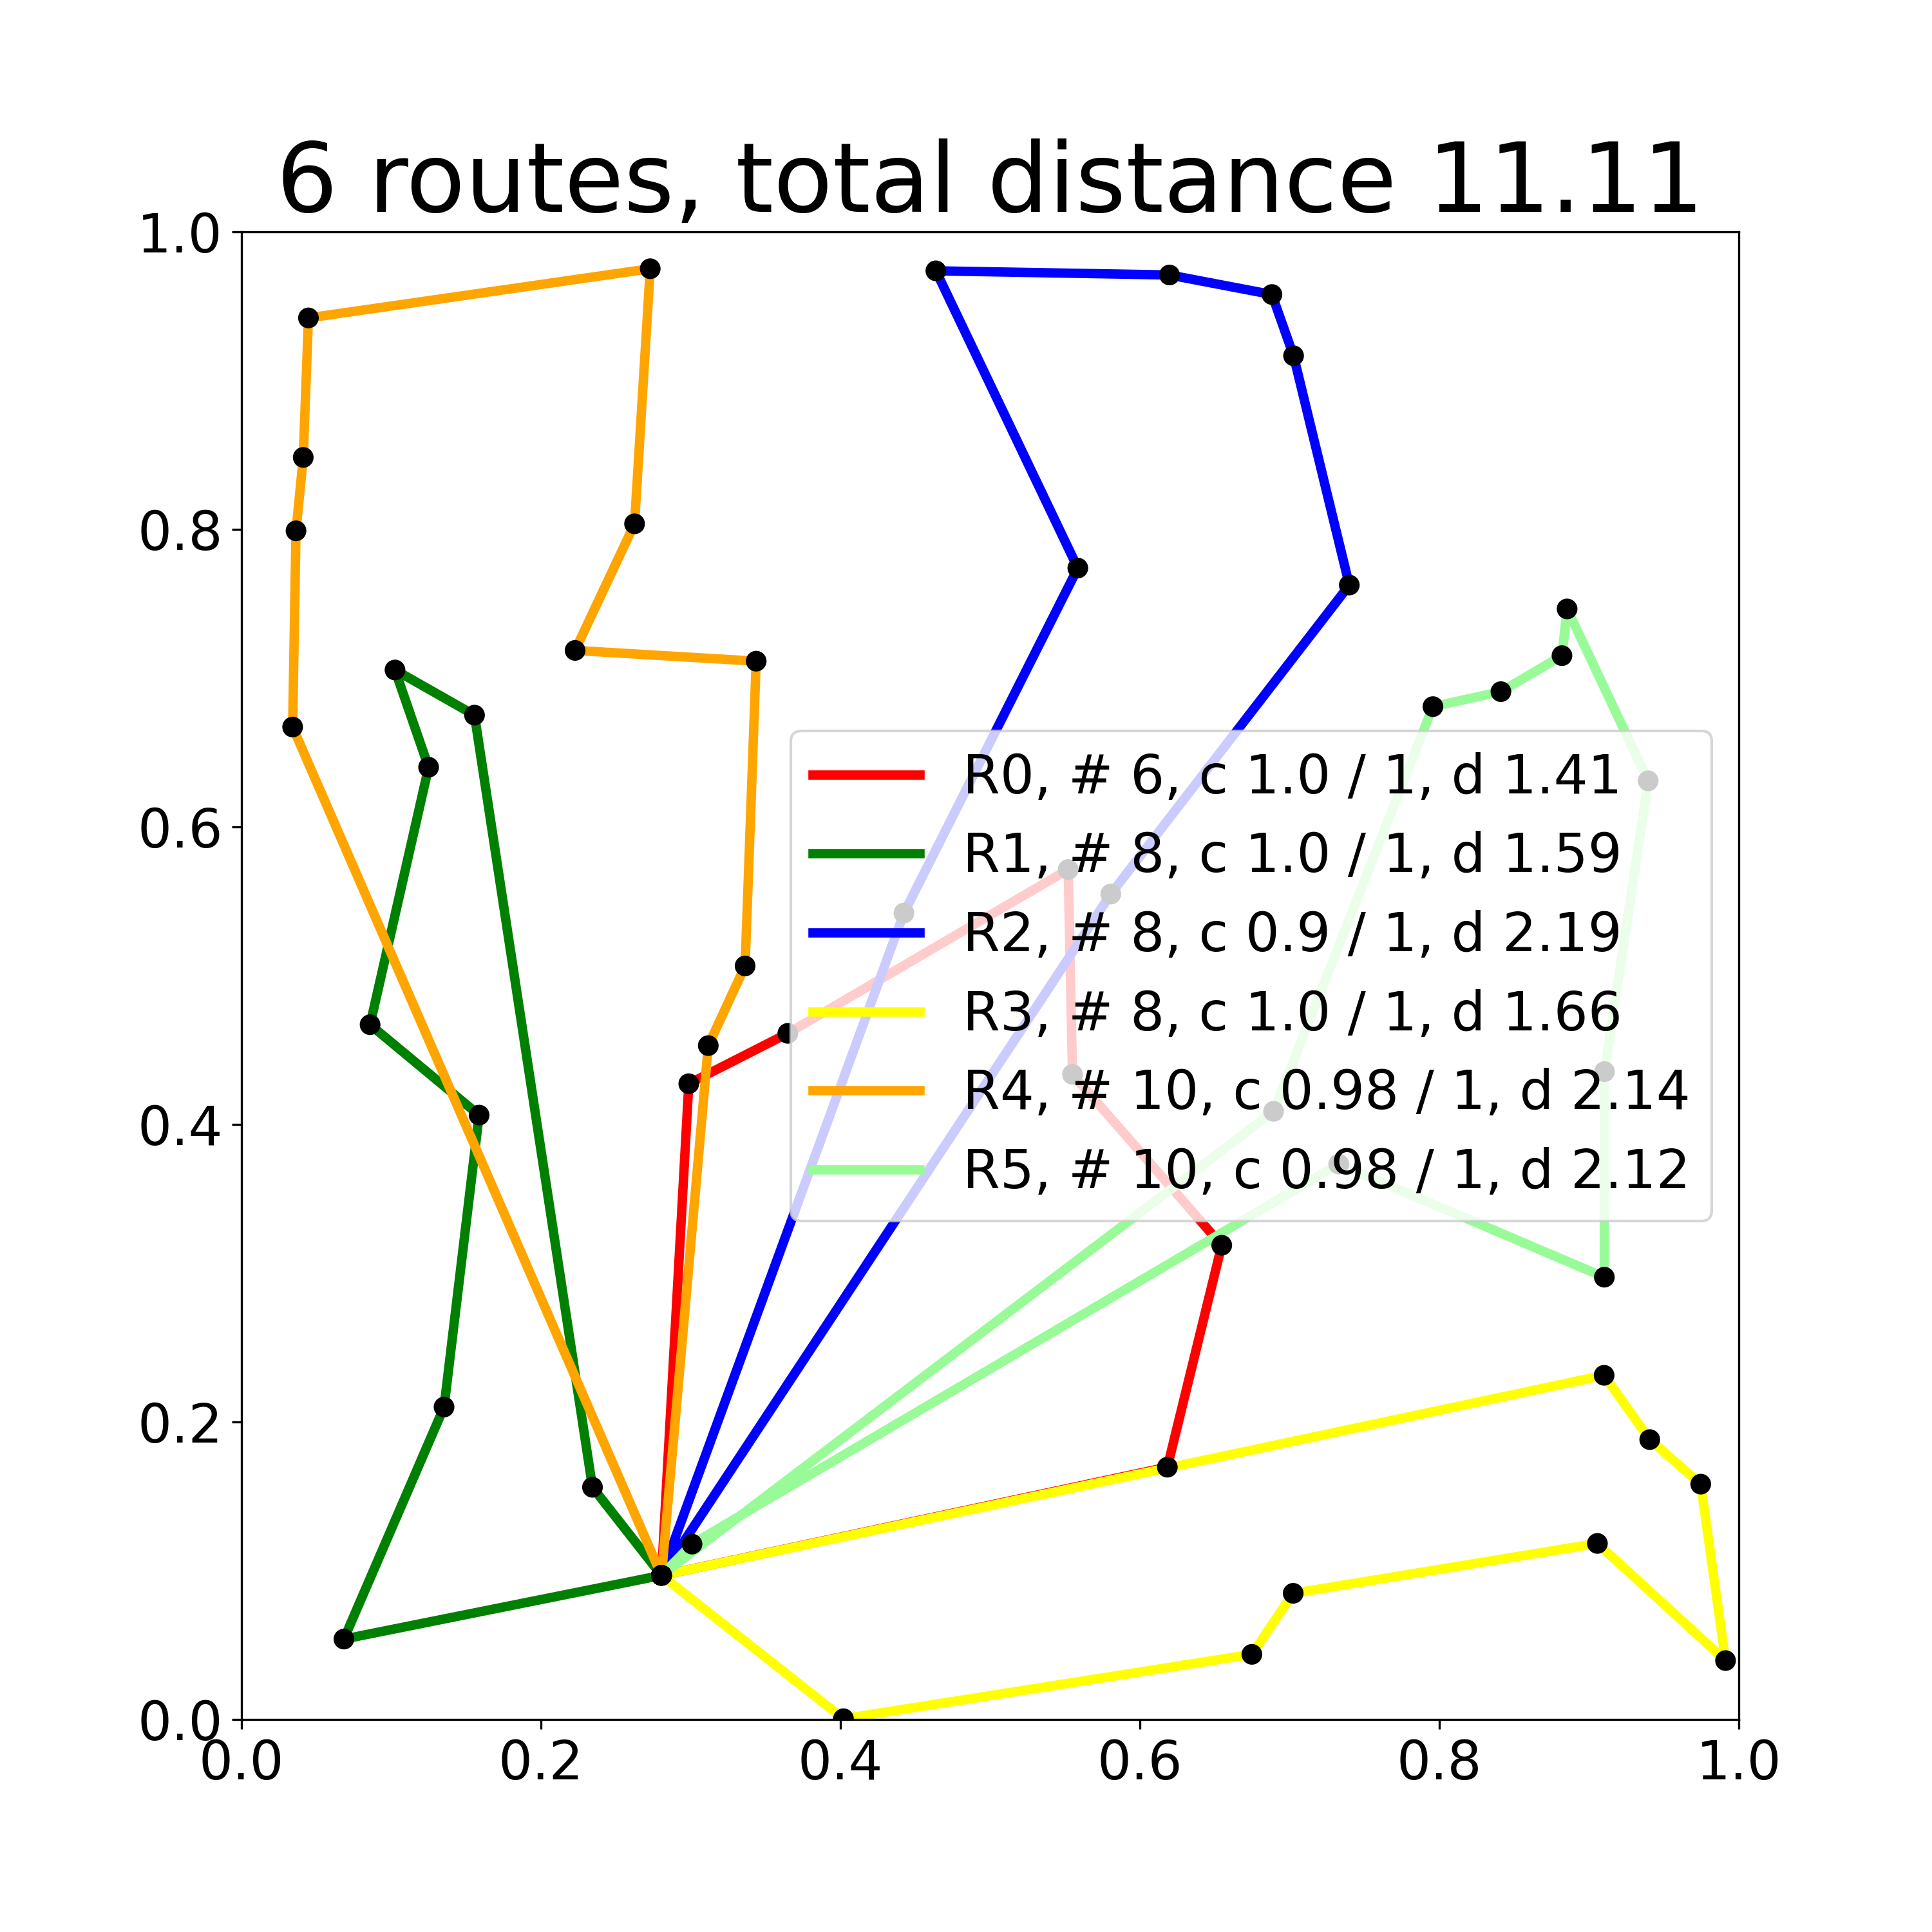 6 routes, total distance 11.11
1.0
0.8
0.6
0.4
0.2
0.0
R0, # 6, c 1.0 / 1, d 1.41
R1, # 8, c 1.0 / 1, d 1.59
R2, # 8, c 0.9 / 1, d 2.19
R3, # 8, c 1.0 / 1, d 1.66
R4, # 10, c 0.98 / 1, d 2.14
R5, # 10, c 0.98 / 1, d 2.12
0.0 0.2 0.4 0.6 0.8 1.0